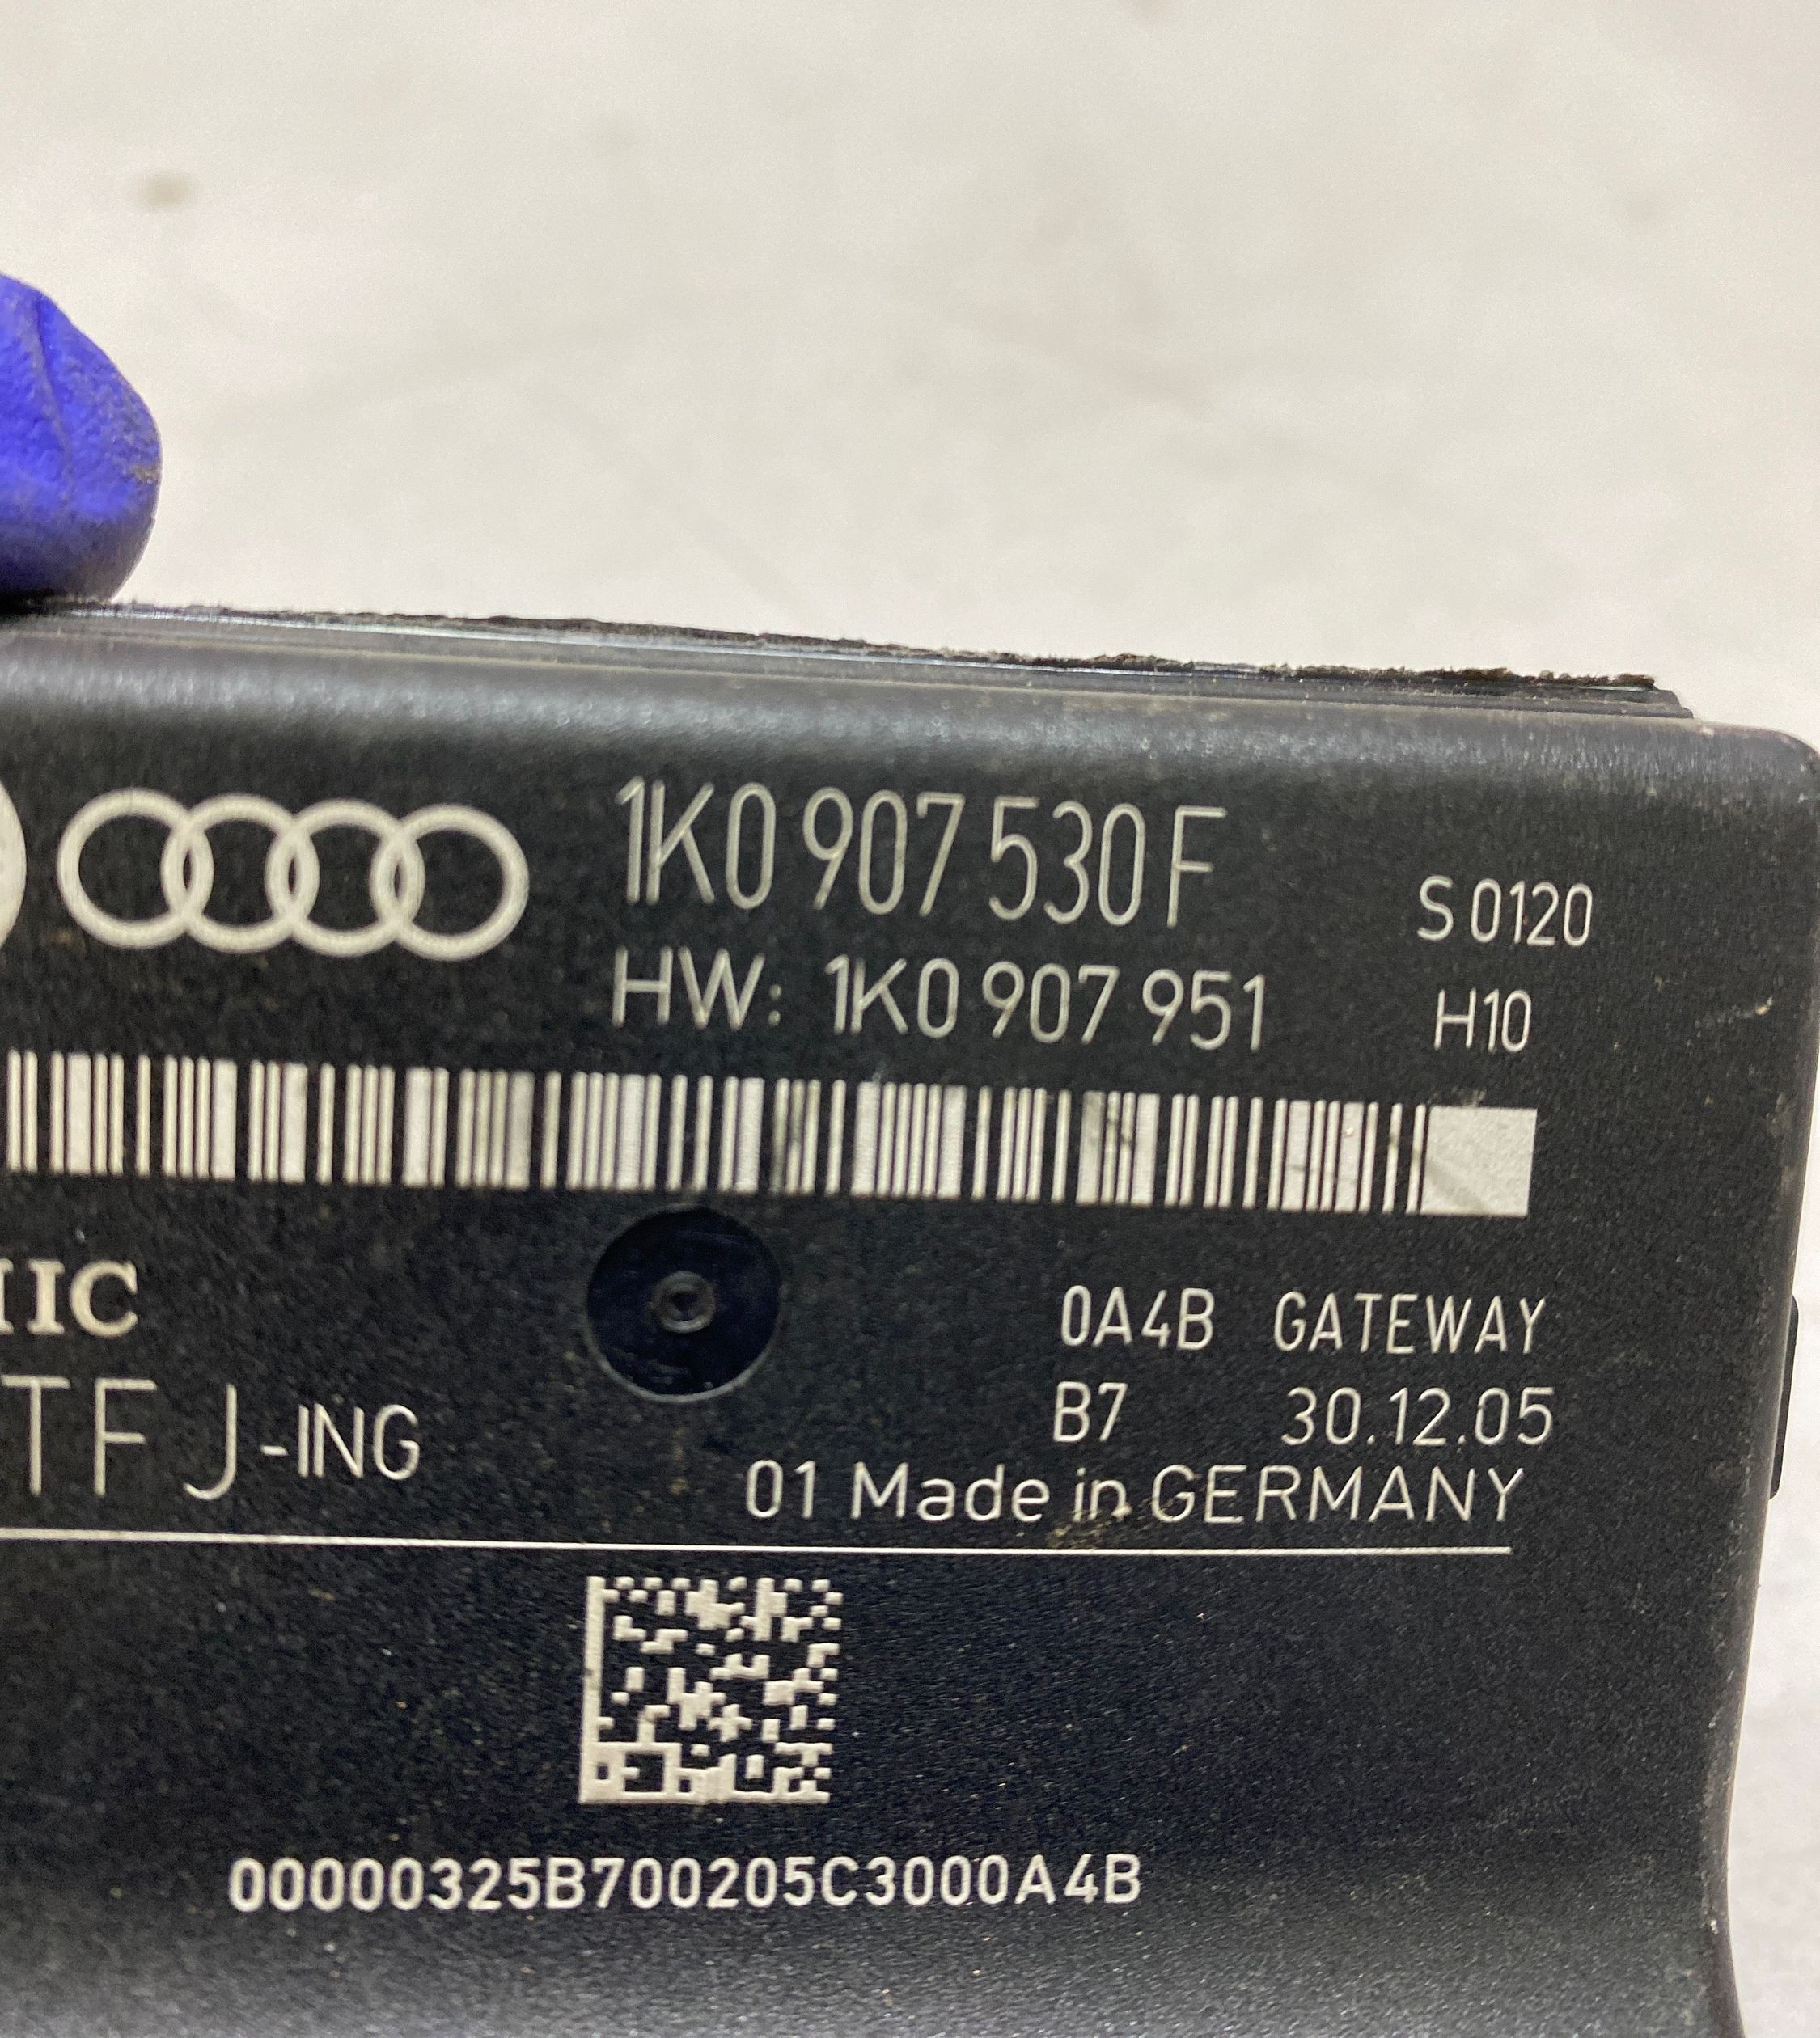 1K0 907 530 F
S 0120
HW: 1K0 907 951
H10
0A4B GATEWAY
TF J-ING
B7 30.12.05
01 Made in GERMANY
00000325B700205C3000A4B